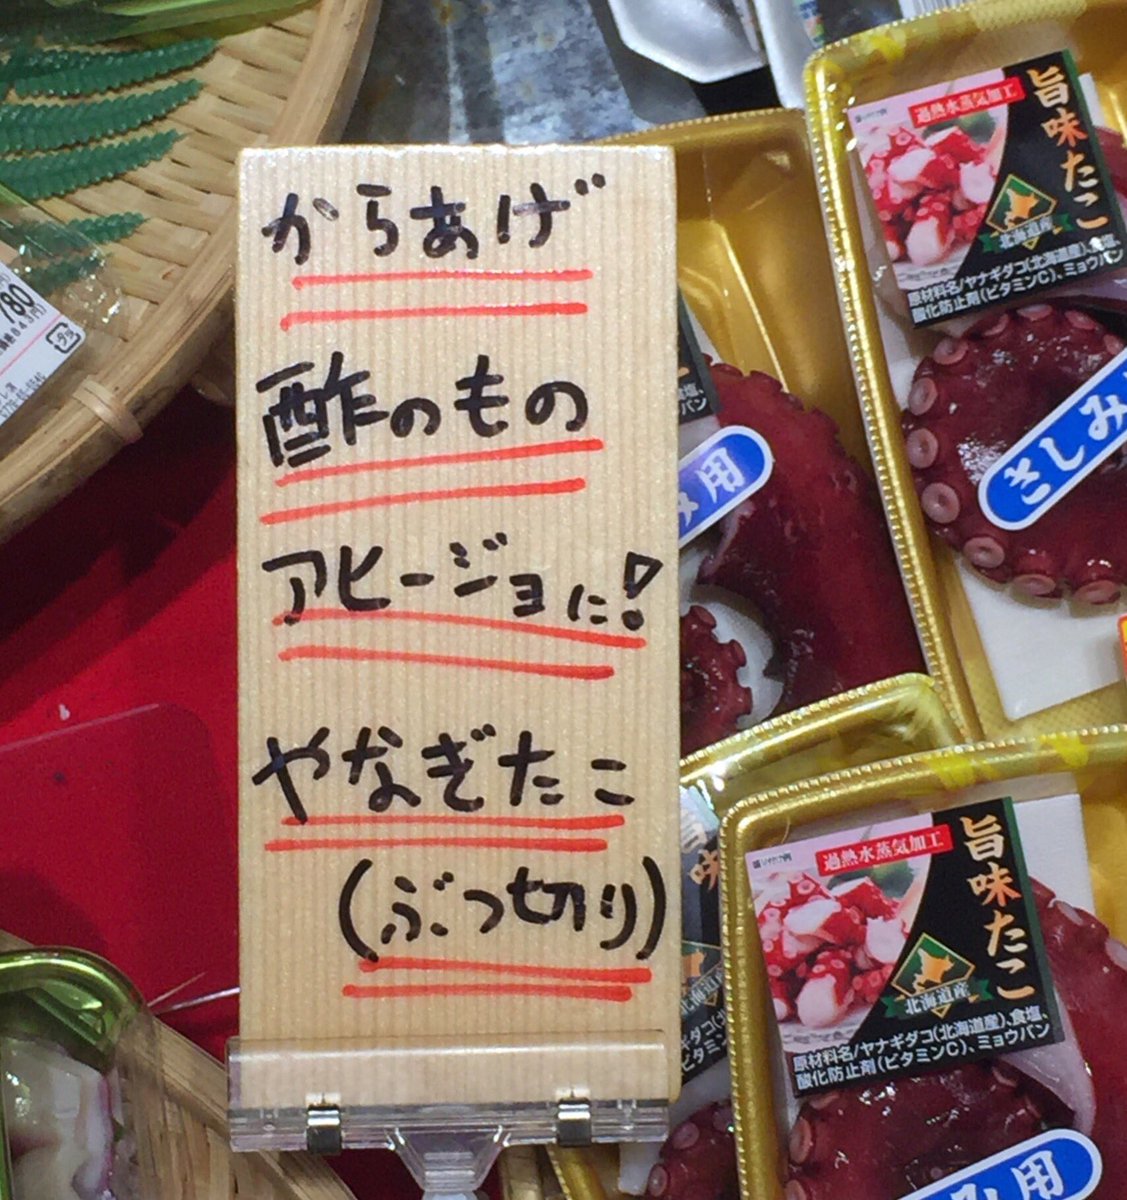 からあげ
酢のもの
アヒージョに!
やなぎたこ
(ぶつ切り)
780
過熱水蒸気加工
旨味たこ
北海道産
原材料名/ヤナギダコ(北海道産)、食塩、
酸化防止剤(ビタミンC)、ミョウバン
さしみ
用
過熱水蒸気加工
旨味たこ
北海道産
原材料名/ヤナギダコ(北海道産)、食塩、
酸化防止剤(ビタミンC)、ミョウバン
み用